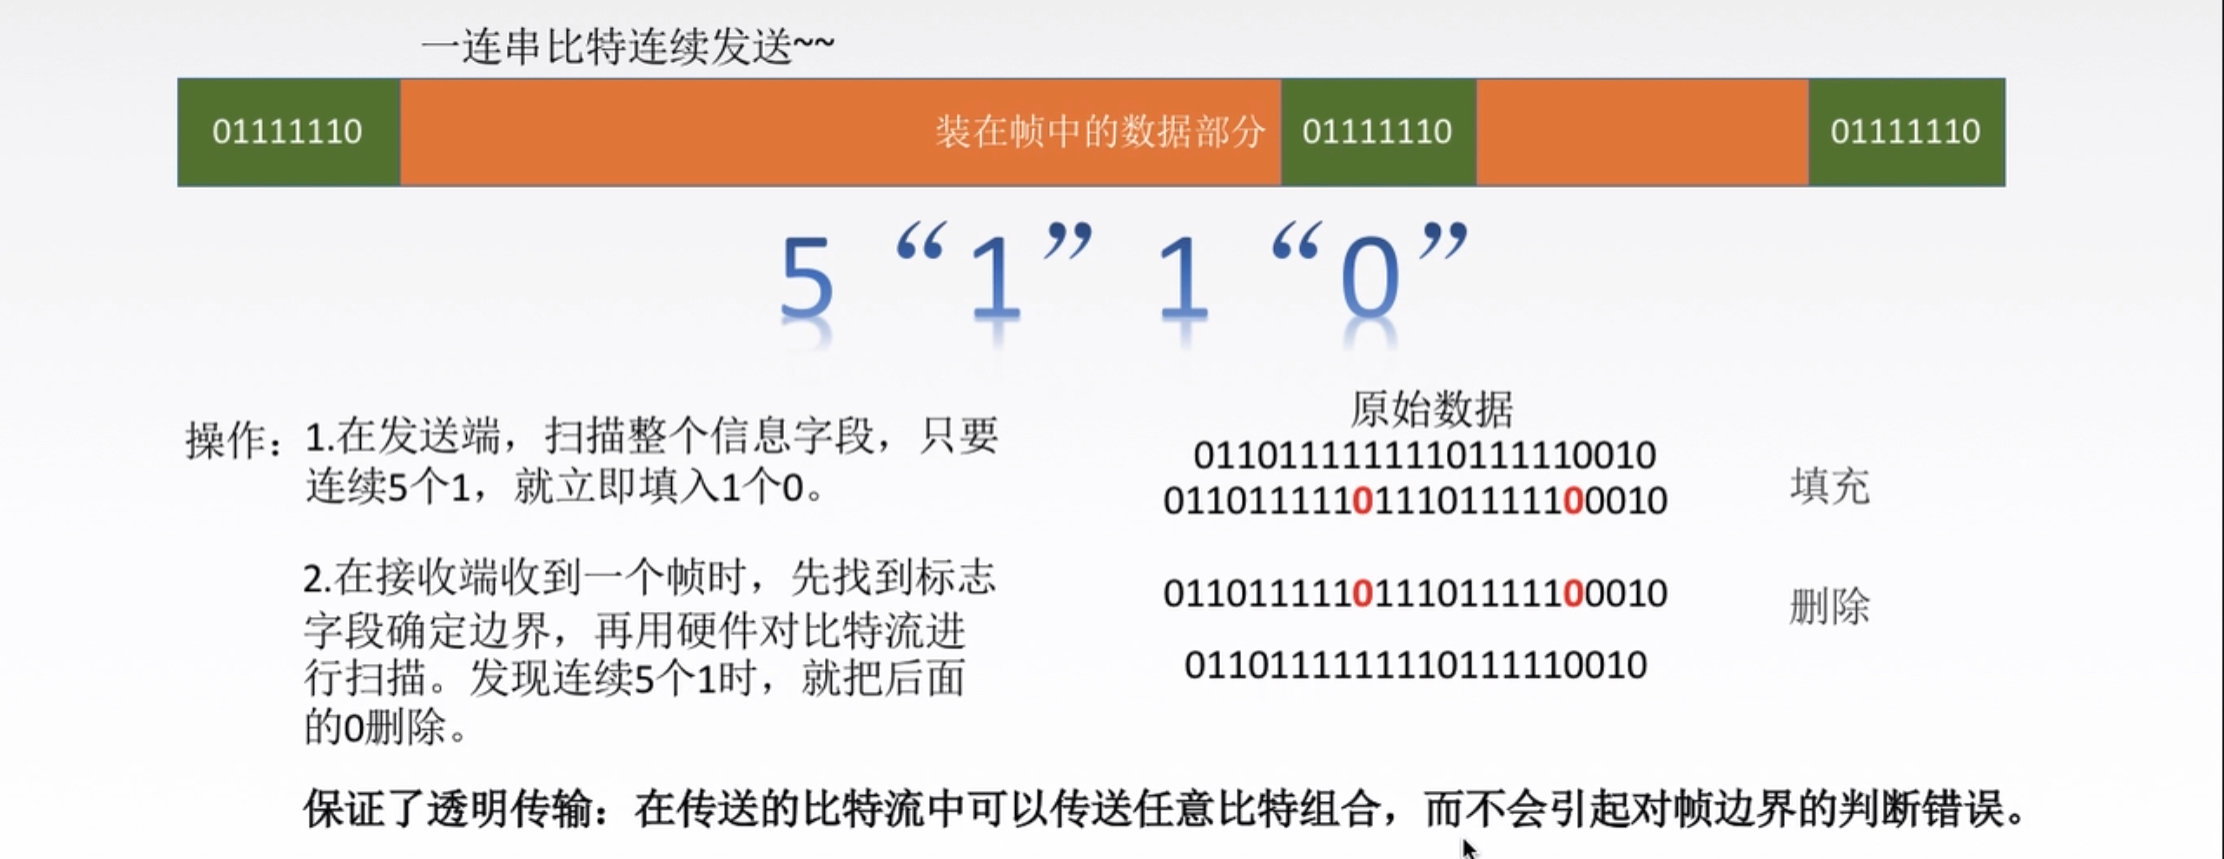 一连串比特连续发送~~
01111110 装在帧中的数据部分 01111110 01111110
5 “1” 1 “0”
操作：1.在发送端，扫描整个信息字段，只要
连续5个1，就立即填入1个0。
2.在接收端收到一个帧时，先找到标志
字段确定边界，再用硬件对比特流进
行扫描。发现连续5个1时，就把后面
的0删除。
原始数据
0110111111110111110010
011011111011101111100010
填充
011011111011101111100010
删除
0110111111110111110010
保证了透明传输：在传送的比特流中可以传送任意比特组合，而不会引起对帧边界的判断错误。